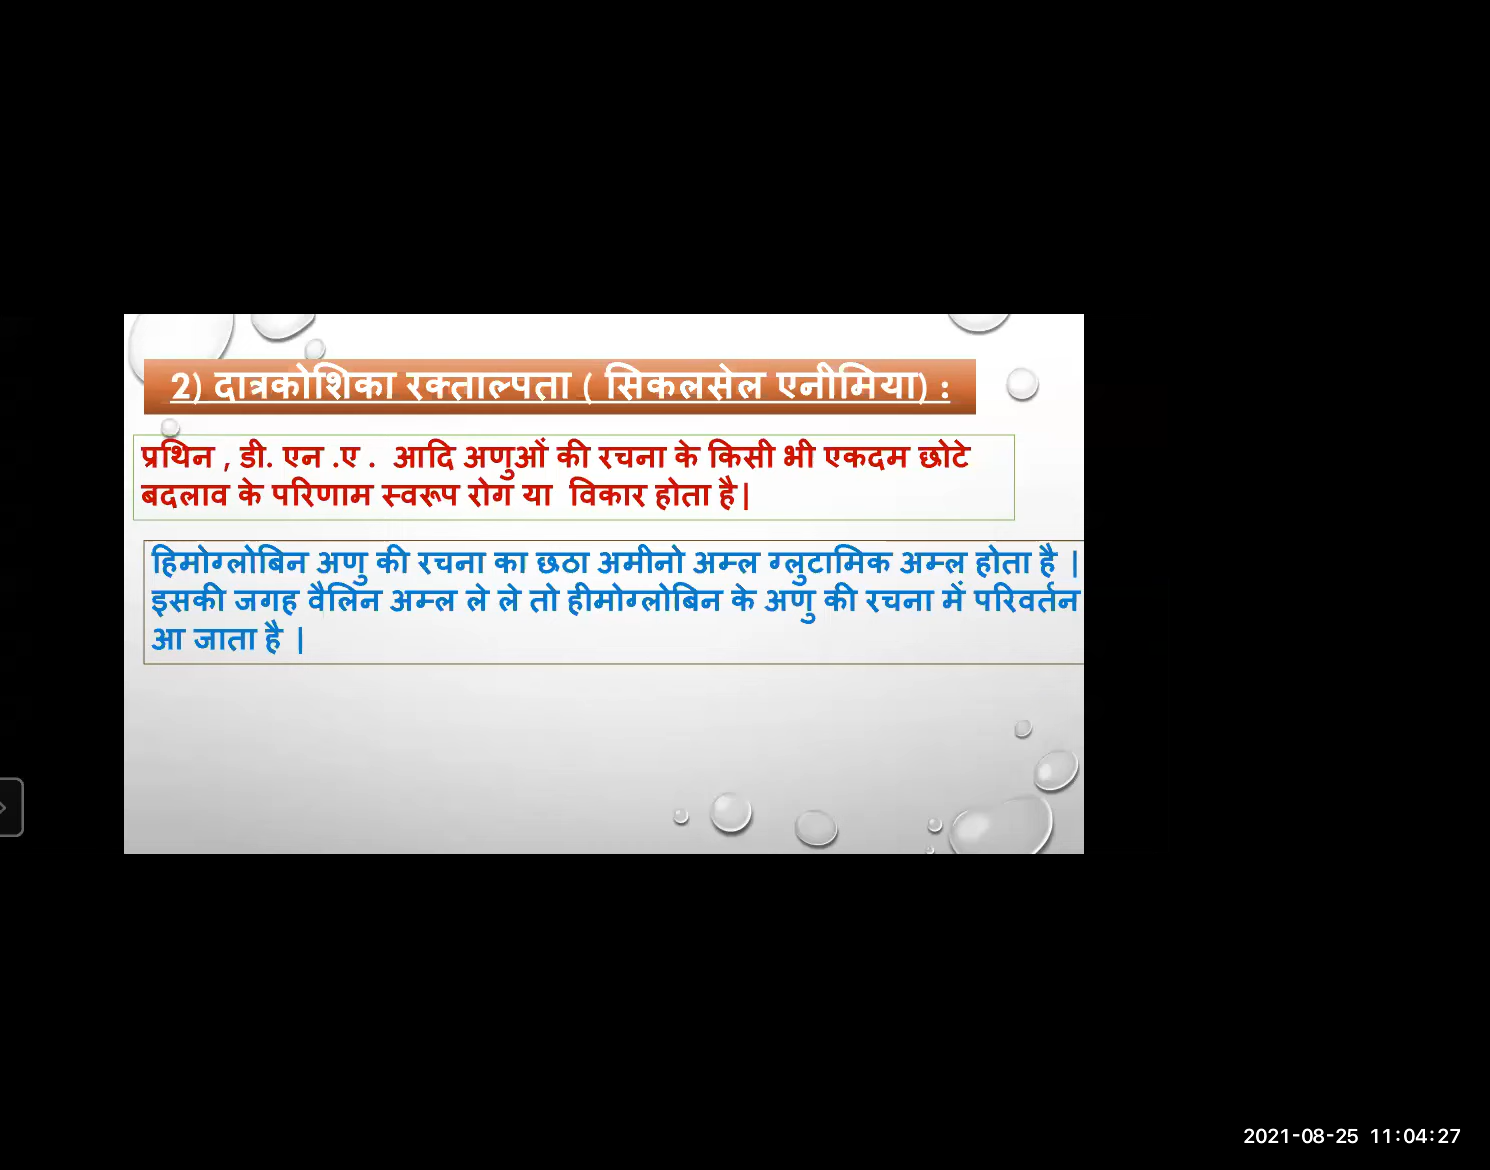 2) दात्रकोशिका रक्ताल्पता ( सिकलसेल एनीमिया) :
प्रथिन , डी. एन .ए . आदि अणुओं की रचना के किसी भी एकदम छोटे
बदलाव के परिणाम स्वरूप रोग या विकार होता है|
हिमोग्लोबिन अणु की रचना का छठा अमीनो अम्ल ग्लुटामिक अम्ल होता है |
इसकी जगह वैलिन अम्ल ले ले तो हीमोग्लोबिन के अणु की रचना में परिवर्तन
आ जाता है |
2021-08-25 11:04:27